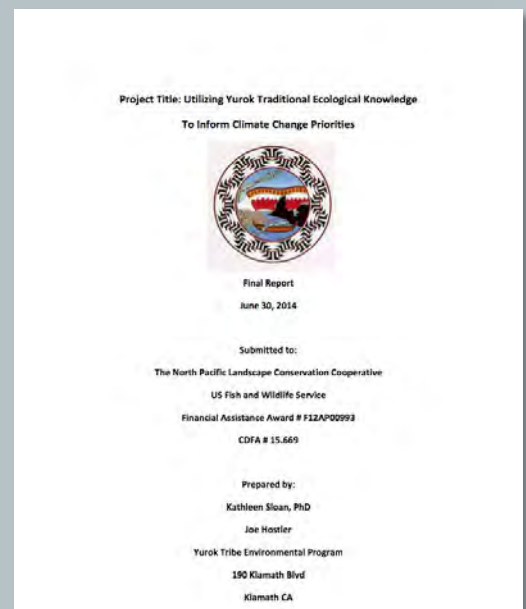 Project Title: Utilizing Yurok Traditional Ecological Knowledge
To Inform Climate Change Priorities
Final Report
June 30, 2014
Submitted to:
The North Pacific Landscape Conservation Cooperative
US Fish and Wildlife Service
Financial Assistance Award # F12AP00993
CDFA # 15.669
Prepared by:
Kathleen Sloan, PhD
Joe Hostler
Yurok Tribe Environmental Program
190 Klamath Blvd
Klamath CA